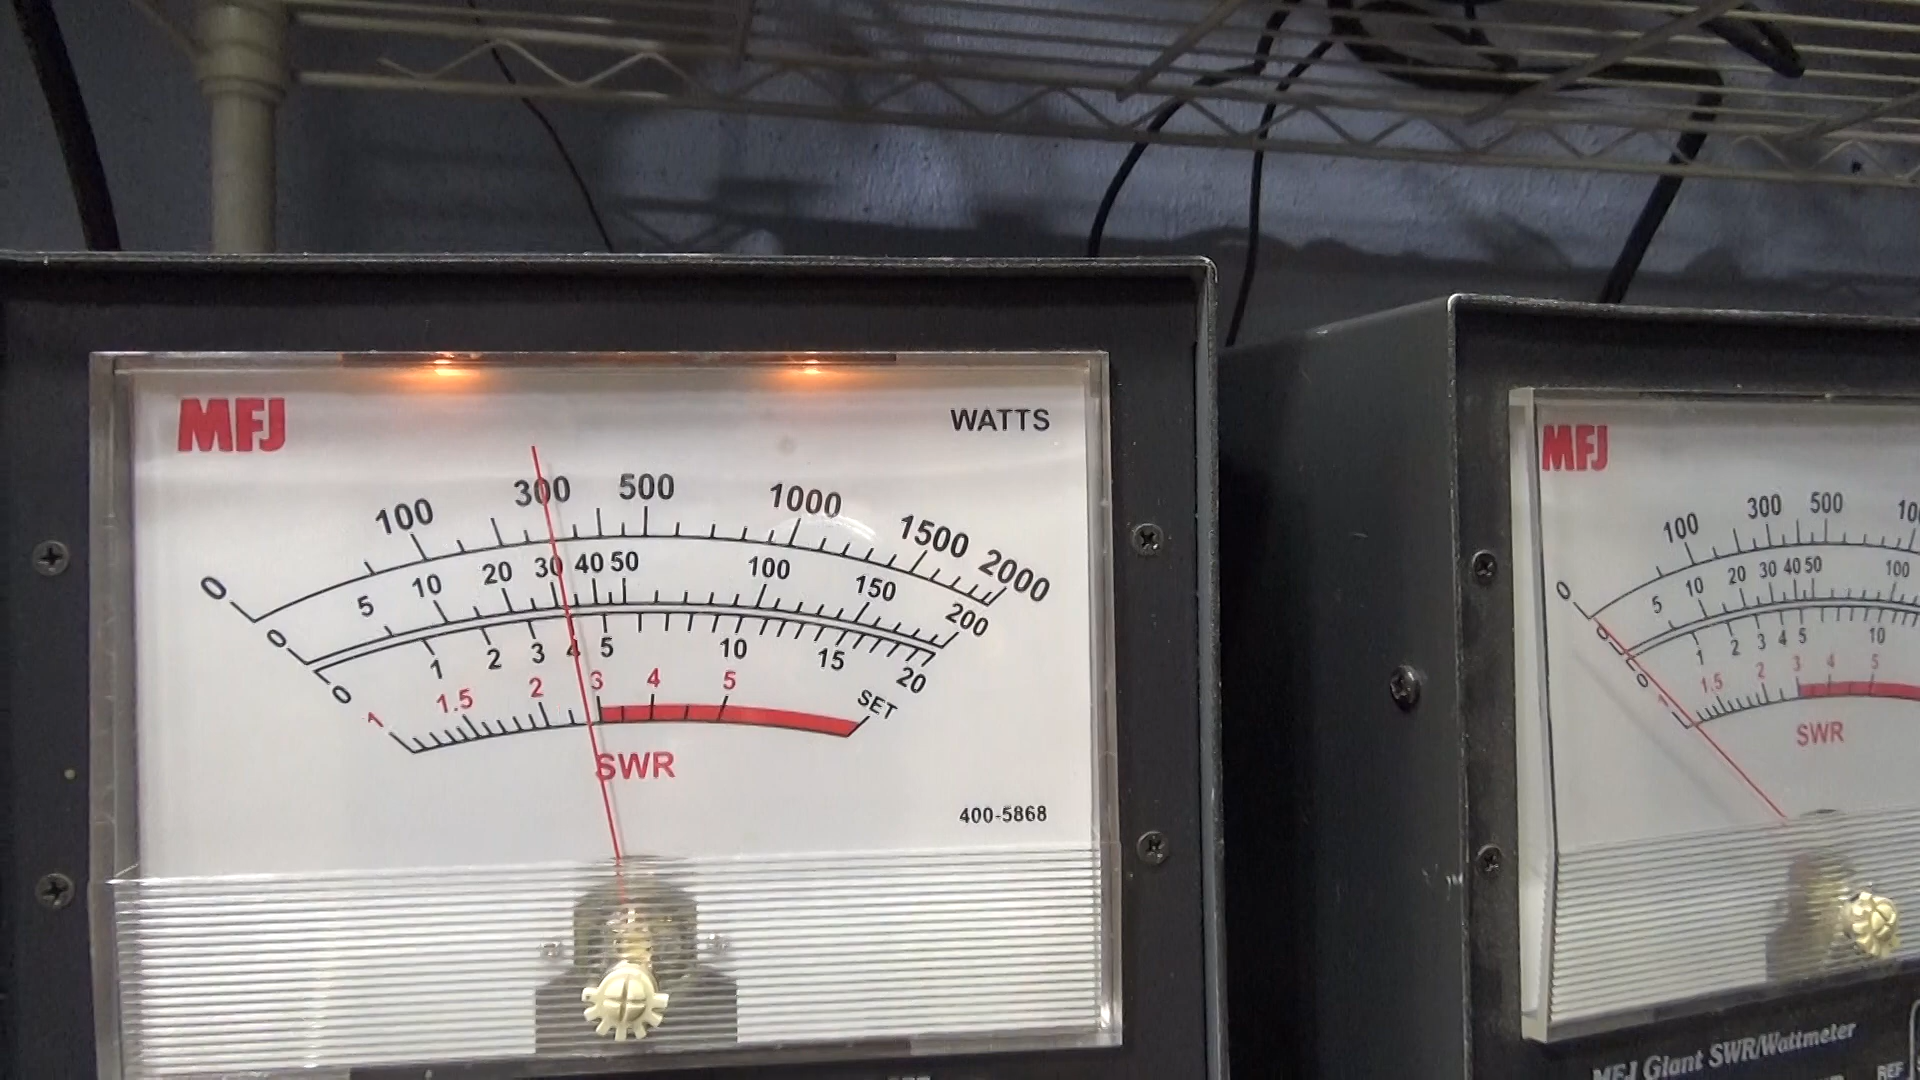 MFJ
WATTS
0 100 300 500 1000 1500 2000
0 5 10 20 30 40 50 100 150 200
0 1 2 3 4 5 10 15 20
1 1.5 2 3 4 5 SET
SWR
400-5868
MFJ
0 100 300 500
0 5 10 20 30 40 50 100
0 1 2 3 4 5 10
1 1.5 2 3 4 5
SWR
MFJ Giant SWR/Wattmeter
REF